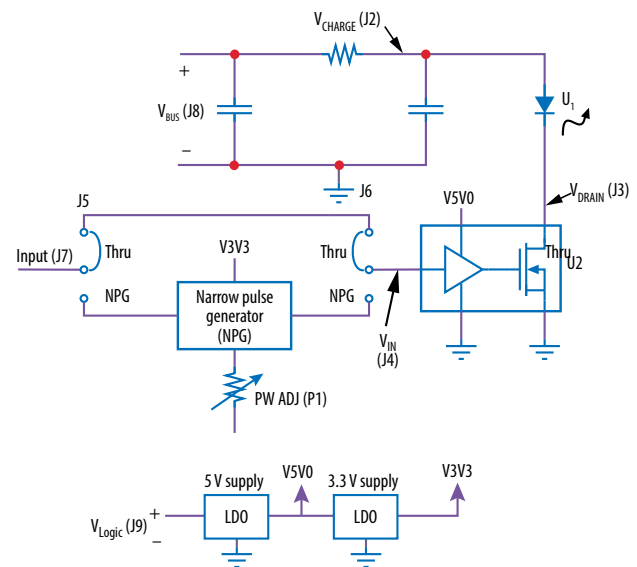 V_CHARGE (J2)
+
V_BUS (J8)
U_1
−
J6
V_DRAIN (J3)
J5
V5V0
Input (J7)
Thru
V3V3
Thru
Thru
U2
NPG
Narrow pulse
generator
(NPG)
NPG
V_IN
(J4)
PW ADJ (P1)
5 V supply
V5V0
3.3 V supply
V3V3
V_Logic (J9)
+
−
LDO
LDO